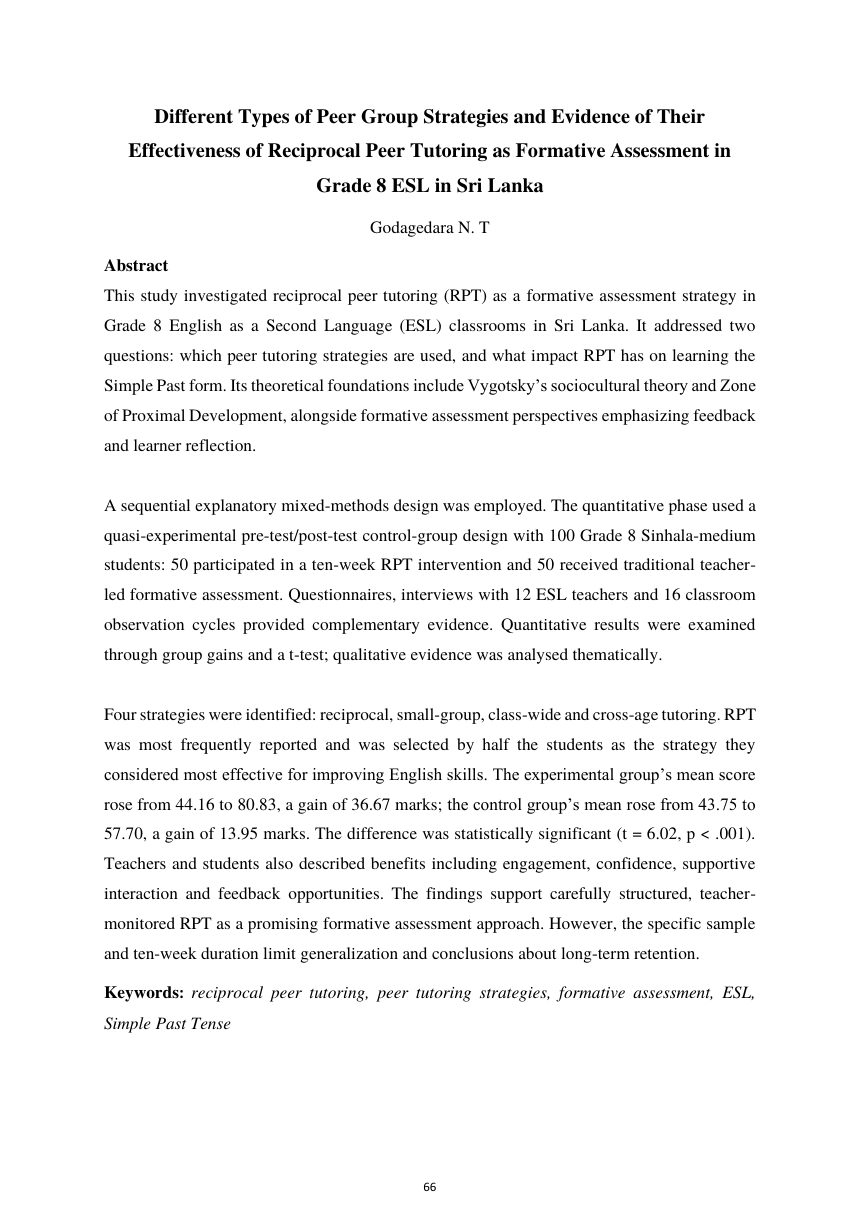 Different Types of Peer Group Strategies and Evidence of Their
Effectiveness of Reciprocal Peer Tutoring as Formative Assessment in
Grade 8 ESL in Sri Lanka
Godagedara N. T
Abstract
This study investigated reciprocal peer tutoring (RPT) as a formative assessment strategy in
Grade 8 English as a Second Language (ESL) classrooms in Sri Lanka. It addressed two
questions: which peer tutoring strategies are used, and what impact RPT has on learning the
Simple Past form. Its theoretical foundations include Vygotsky’s sociocultural theory and Zone
of Proximal Development, alongside formative assessment perspectives emphasizing feedback
and learner reflection.
A sequential explanatory mixed-methods design was employed. The quantitative phase used a
quasi-experimental pre-test/post-test control-group design with 100 Grade 8 Sinhala-medium
students: 50 participated in a ten-week RPT intervention and 50 received traditional teacher-
led formative assessment. Questionnaires, interviews with 12 ESL teachers and 16 classroom
observation cycles provided complementary evidence. Quantitative results were examined
through group gains and a t-test; qualitative evidence was analysed thematically.
Four strategies were identified: reciprocal, small-group, class-wide and cross-age tutoring. RPT
was most frequently reported and was selected by half the students as the strategy they
considered most effective for improving English skills. The experimental group’s mean score
rose from 44.16 to 80.83, a gain of 36.67 marks; the control group’s mean rose from 43.75 to
57.70, a gain of 13.95 marks. The difference was statistically significant (t = 6.02, p < .001).
Teachers and students also described benefits including engagement, confidence, supportive
interaction and feedback opportunities. The findings support carefully structured, teacher-
monitored RPT as a promising formative assessment approach. However, the specific sample
and ten-week duration limit generalization and conclusions about long-term retention.
Keywords: reciprocal peer tutoring, peer tutoring strategies, formative assessment, ESL,
Simple Past Tense
66